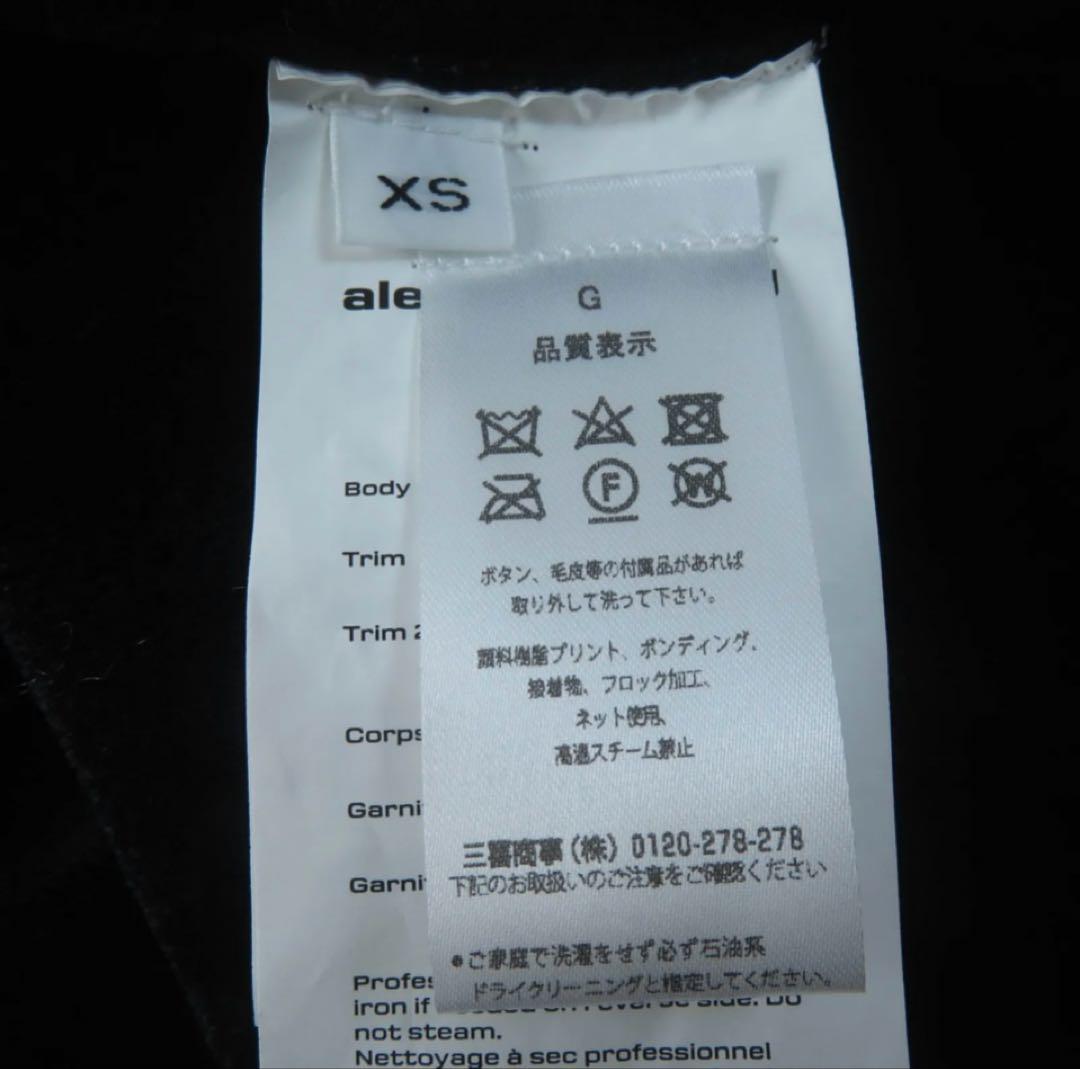 XS
ale
G
品質表示
F
W
ボタン、毛皮等の付属品があれば
取り外して洗って下さい。
顔料樹脂プリント、ボンディング、
接着物、フロック加工、
ネット使用、
高温スチーム禁止
三喜商事(株) 0120-278-278
下記のお取扱いのご注意をご確認ください
●ご家庭で洗濯をせず必ず石油系
ドライクリーニングと指定してください。
Body
Trim
Trim 2
Corps
Garni
Garni
Profes
iron if reverse side. Do
not steam.
Nettoyage à sec professionnel